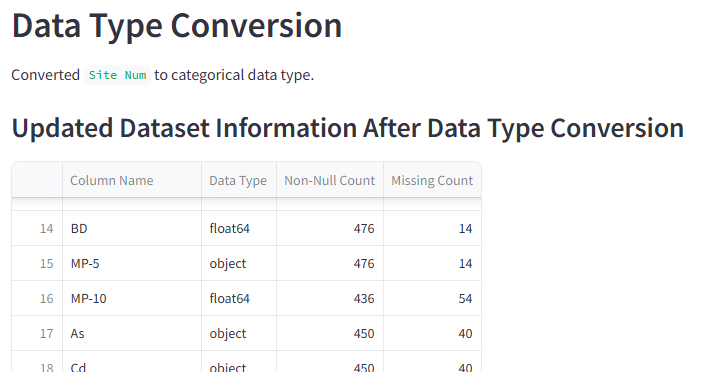 Data Type Conversion
Converted Site Num to categorical data type.
Updated Dataset Information After Data Type Conversion
Column Name Data Type Non-Null Count Missing Count
14 BD float64 476 14
15 MP-5 object 476 14
16 MP-10 float64 436 54
17 As object 450 40
18 Cd object 450 40